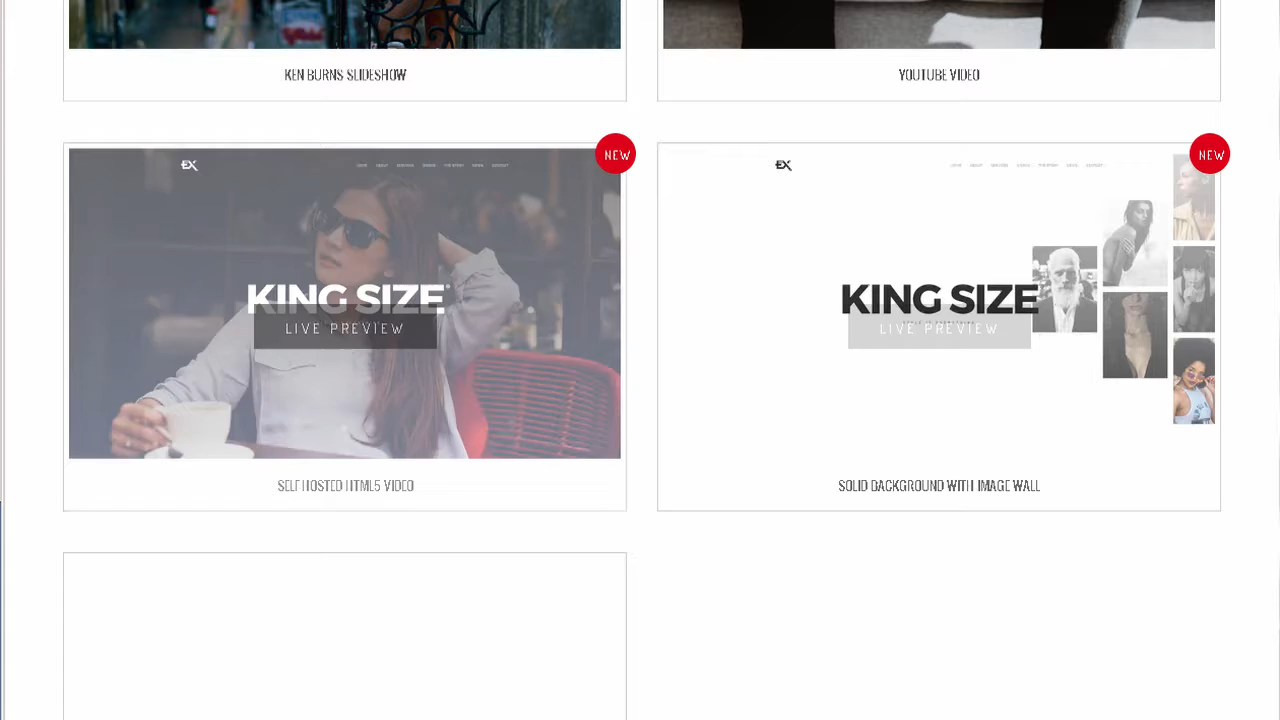 KEN BURNS SLIDESHOW
YOUTUBE VIDEO
NEW
NEW
EX
EX
KING SIZE
KING SIZE
LIVE PREVIEW
LIVE PREVIEW
SELF HOSTED HTML5 VIDEO
SOLID BACKGROUND WITH IMAGE WALL